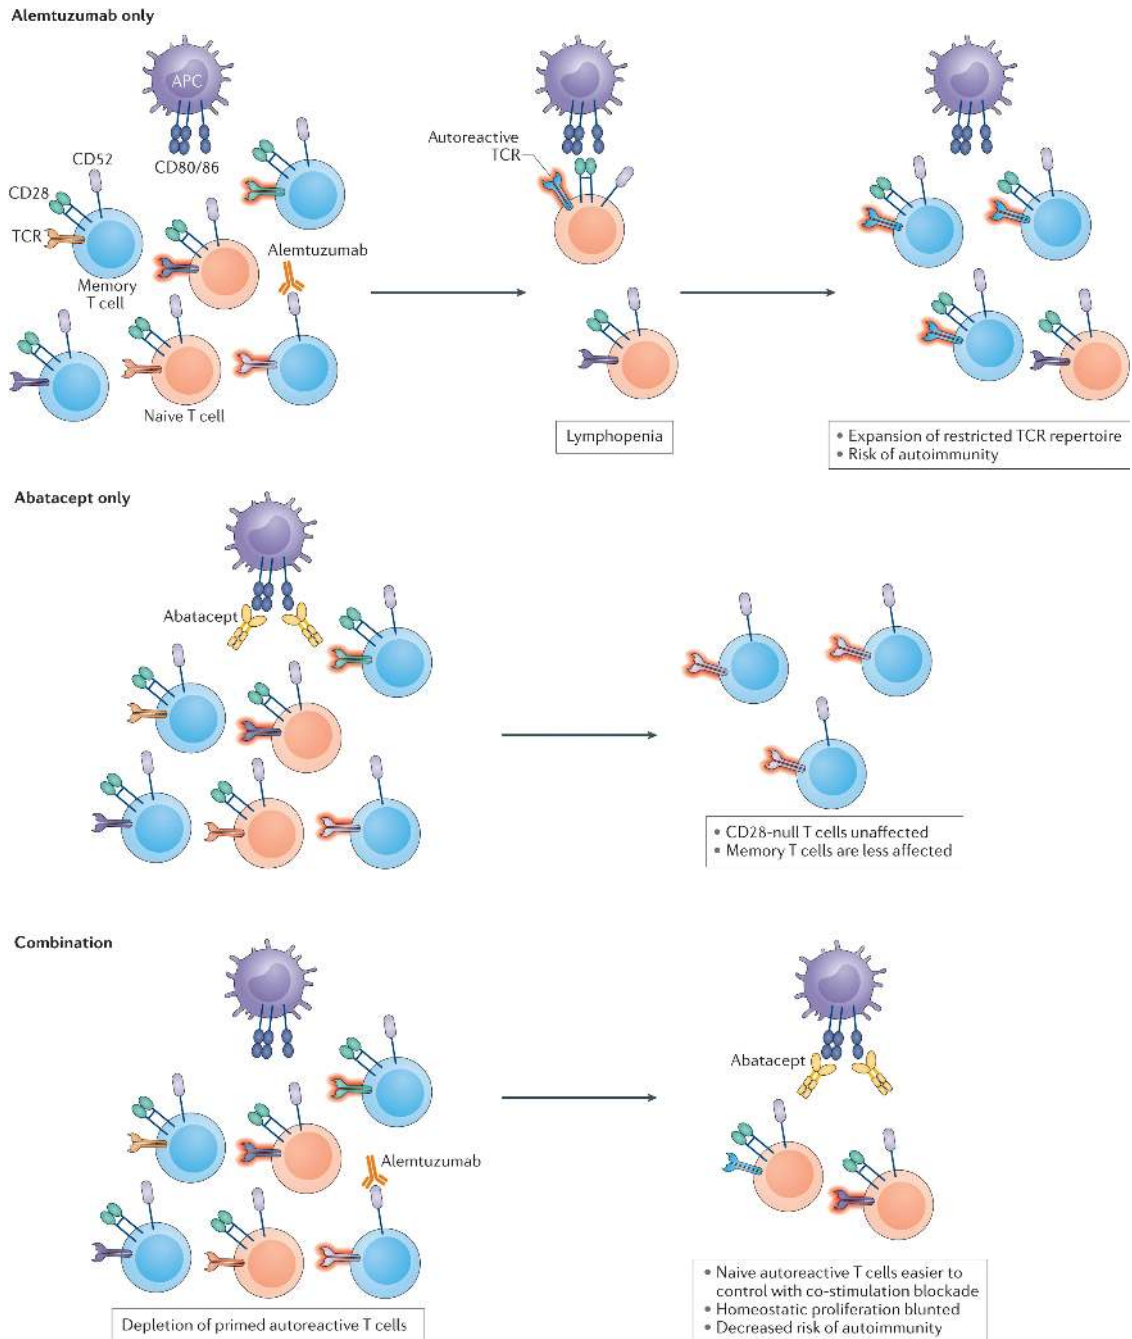 Alemtuzumab only
APC
CD80/86
CD52
CD28
TCR
Memory
T cell
Alemtuzumab
Naive T cell
Autoreactive
TCR
Lymphopenia
• Expansion of restricted TCR repertoire
• Risk of autoimmunity
Abatacept only
Abatacept
• CD28-null T cells unaffected
• Memory T cells are less affected
Combination
Alemtuzumab
Depletion of primed autoreactive T cells
Abatacept
• Naive autoreactive T cells easier to
control with co-stimulation blockade
• Homeostatic proliferation blunted
• Decreased risk of autoimmunity